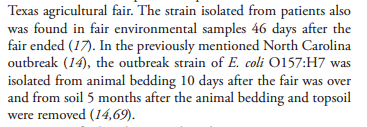 Texas agricultural fair. The strain isolated from patients also
was found in fair environmental samples 46 days after the
fair ended (17). In the previously mentioned North Carolina
outbreak (14), the outbreak strain of E. coli O157:H7 was
isolated from animal bedding 10 days after the fair was over
and from soil 5 months after the animal bedding and topsoil
were removed (14,69).